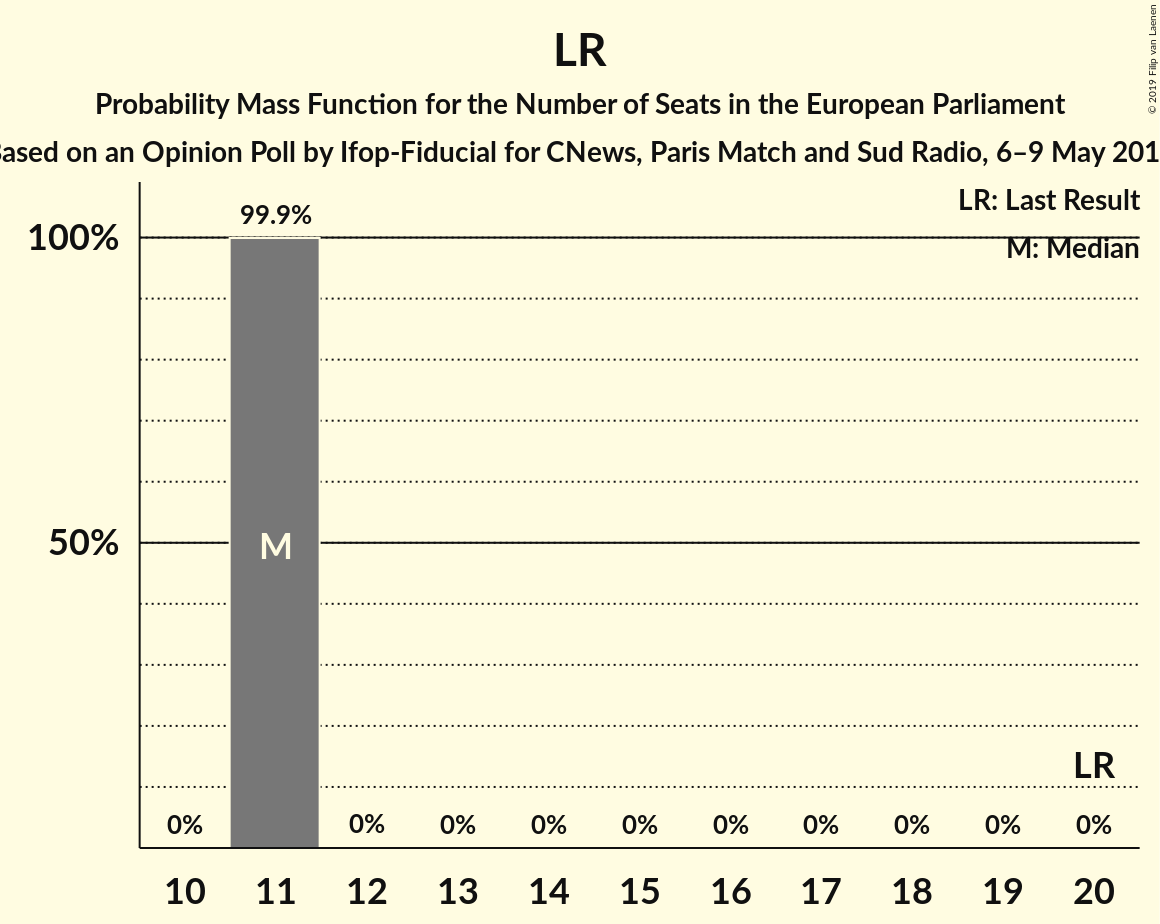 LR
Probability Mass Function for the Number of Seats in the European Parliament
ased on an Opinion Poll by Ifop-Fiducial for CNews, Paris Match and Sud Radio, 6–9 May 201
© 2019 Filip van Laenen
LR: Last Result
M: Median
99.9%
100%
50%
M
LR
0% 0% 0% 0% 0% 0% 0% 0% 0% 0%
10 11 12 13 14 15 16 17 18 19 20